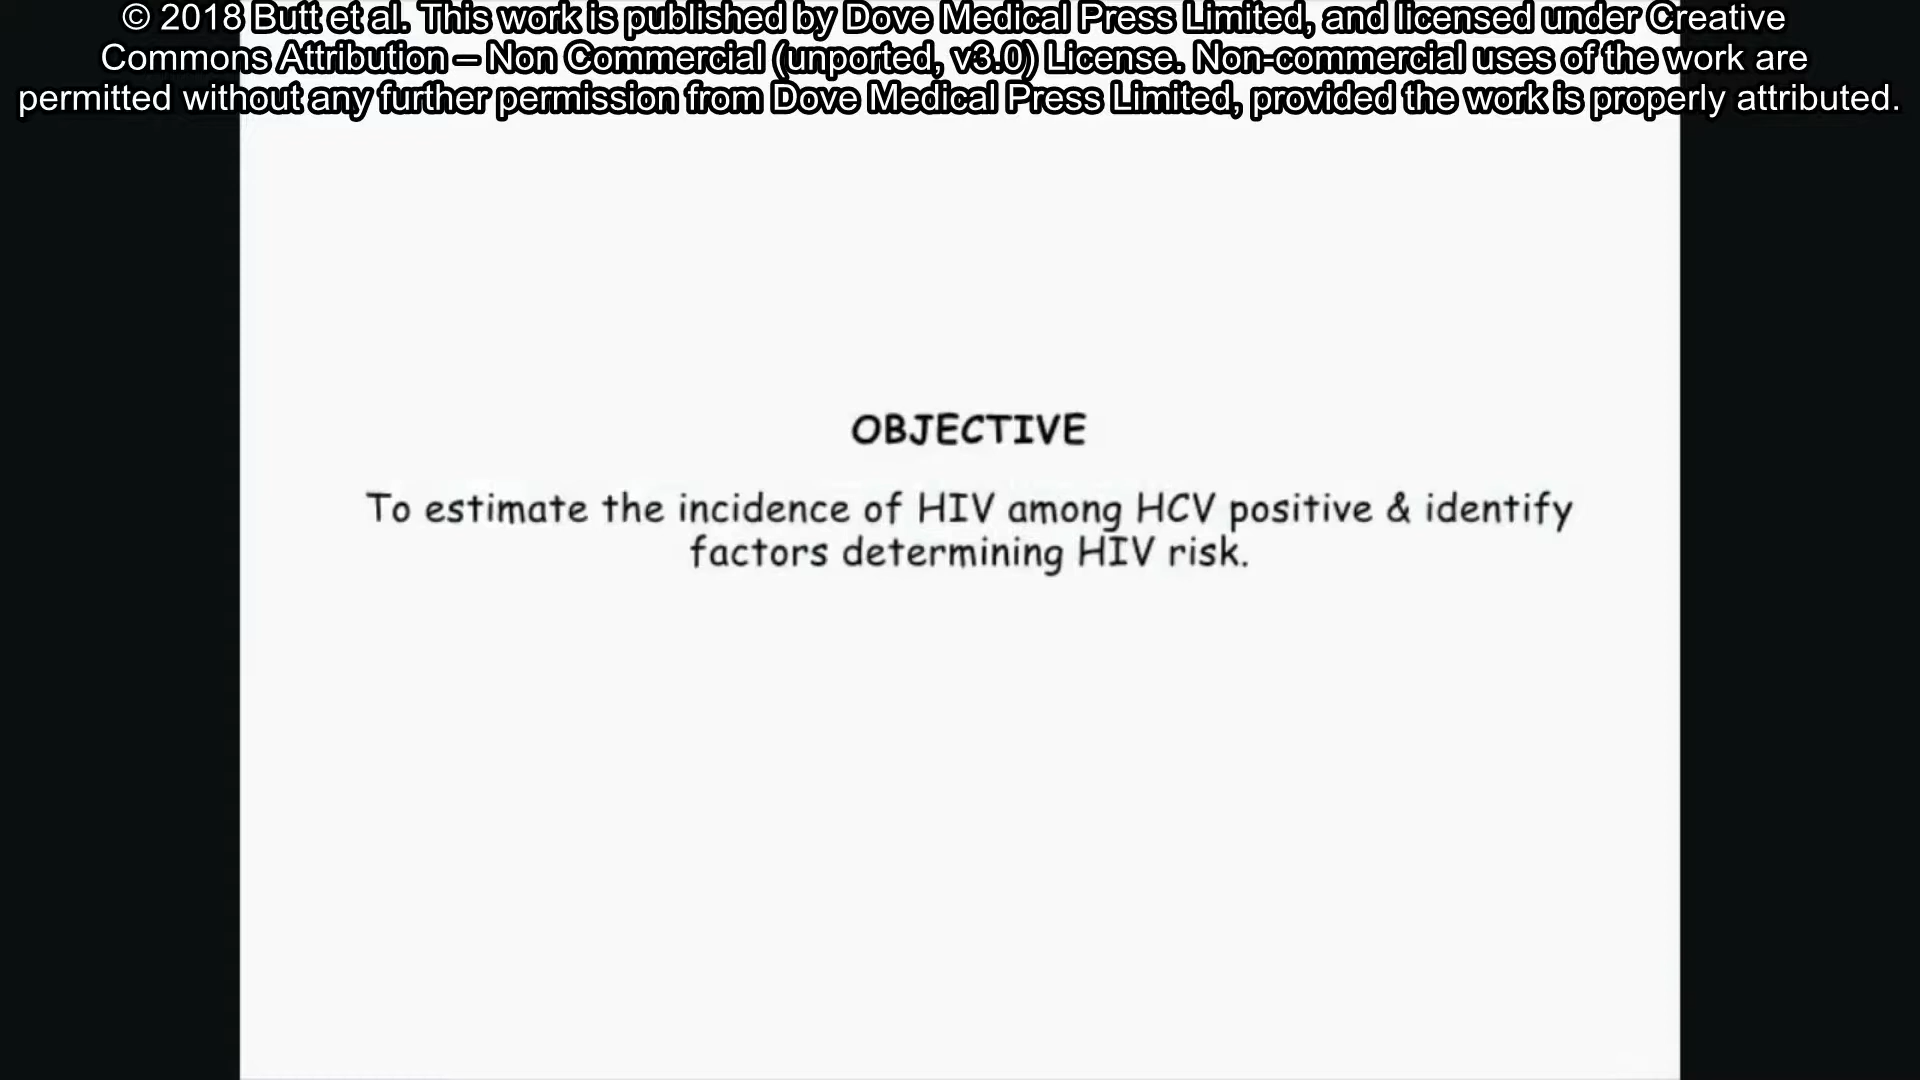 © 2018 Butt et al. This work is published by Dove Medical Press Limited, and licensed under Creative
Commons Attribution – Non Commercial (unported, v3.0) License. Non-commercial uses of the work are
permitted without any further permission from Dove Medical Press Limited, provided the work is properly attributed.
OBJECTIVE
To estimate the incidence of HIV among HCV positive & identify
factors determining HIV risk.